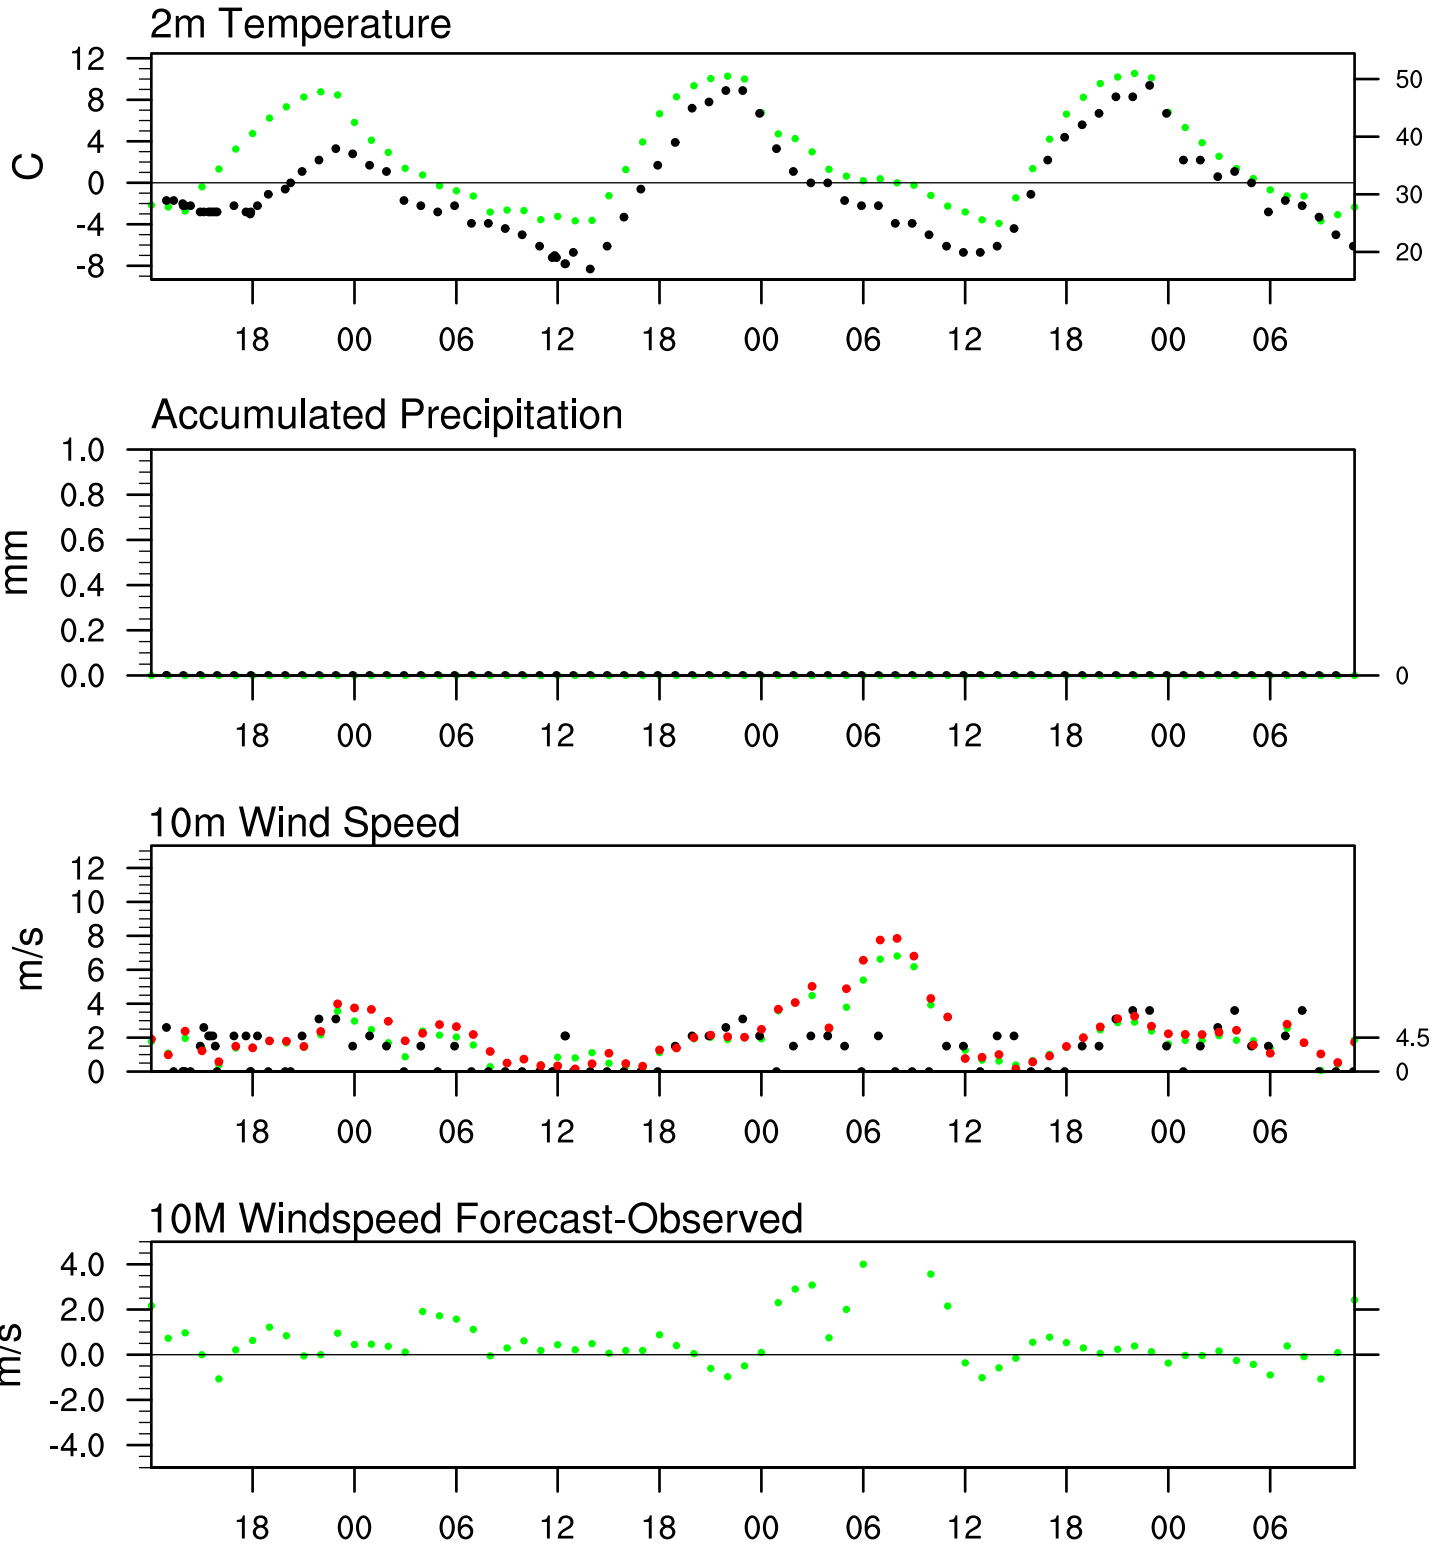 2m Temperature
12
8
4
0
-4
-8
C
50
40
30
20
18 00 06 12 18 00 06 12 18 00 06
Accumulated Precipitation
1.0
0.8
0.6
0.4
0.2
0.0
mm
0
18 00 06 12 18 00 06 12 18 00 06
10m Wind Speed
12
10
8
6
4
2
0
m/s
4.5
0
18 00 06 12 18 00 06 12 18 00 06
10M Windspeed Forecast-Observed
4.0
2.0
0.0
-2.0
-4.0
m/s
18 00 06 12 18 00 06 12 18 00 06